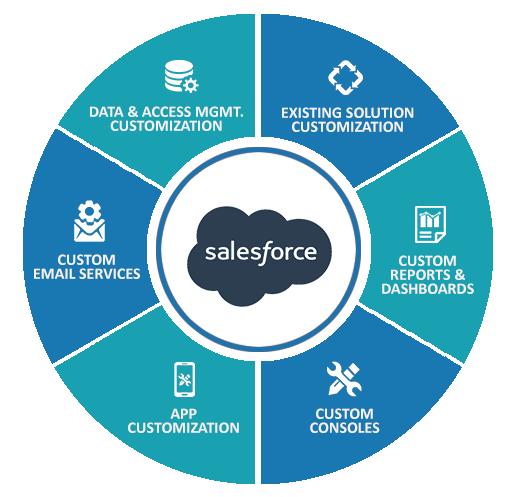 DATA & ACCESS MGMT.
CUSTOMIZATION
EXISTING SOLUTION
CUSTOMIZATION
CUSTOM
EMAIL SERVICES
salesforce
CUSTOM
REPORTS &
DASHBOARDS
APP
CUSTOMIZATION
CUSTOM
CONSOLES